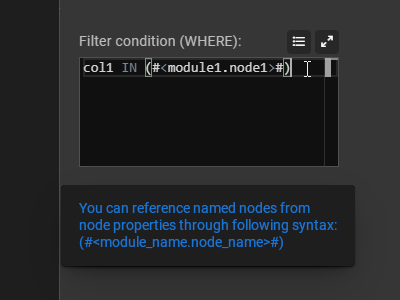 Filter condition (WHERE):
col1 IN (#<module1.node1>#)
You can reference named nodes from
node properties through following syntax:
(#<module_name.node_name>#)